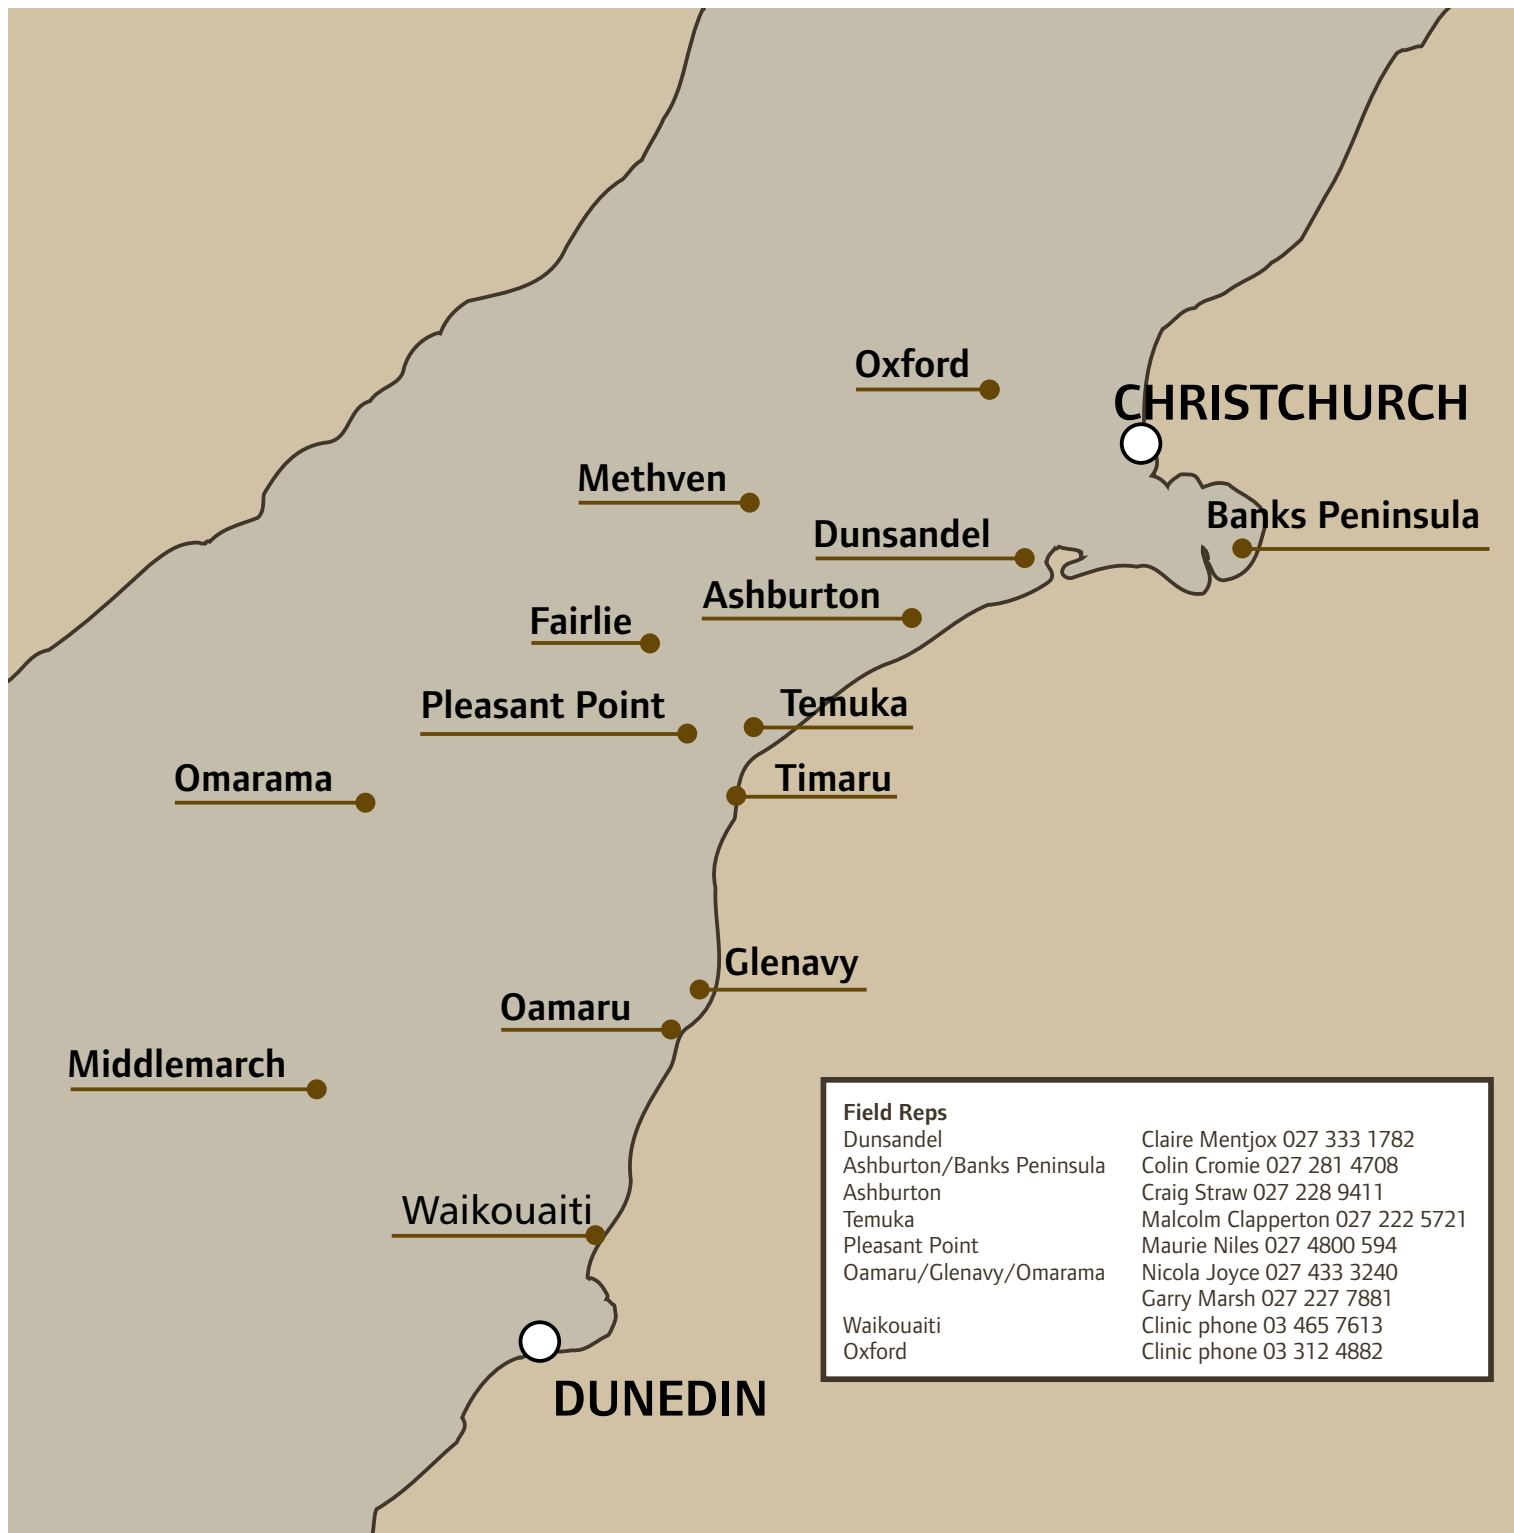 Oxford
CHRISTCHURCH
Methven
Banks Peninsula
Dunsandel
Ashburton
Fairlie
Pleasant Point
Temuka
Omarama
Timaru
Glenavy
Oamaru
Middlemarch
Waikouaiti
DUNEDIN
Field Reps
Dunsandel Claire Mentjox 027 333 1782
Ashburton/Banks Peninsula Colin Cromie 027 281 4708
Ashburton Craig Straw 027 228 9411
Temuka Malcolm Clapperton 027 222 5721
Pleasant Point Maurie Niles 027 4800 594
Oamaru/Glenavy/Omarama Nicola Joyce 027 433 3240
Garry Marsh 027 227 7881
Waikouaiti Clinic phone 03 465 7613
Oxford Clinic phone 03 312 4882